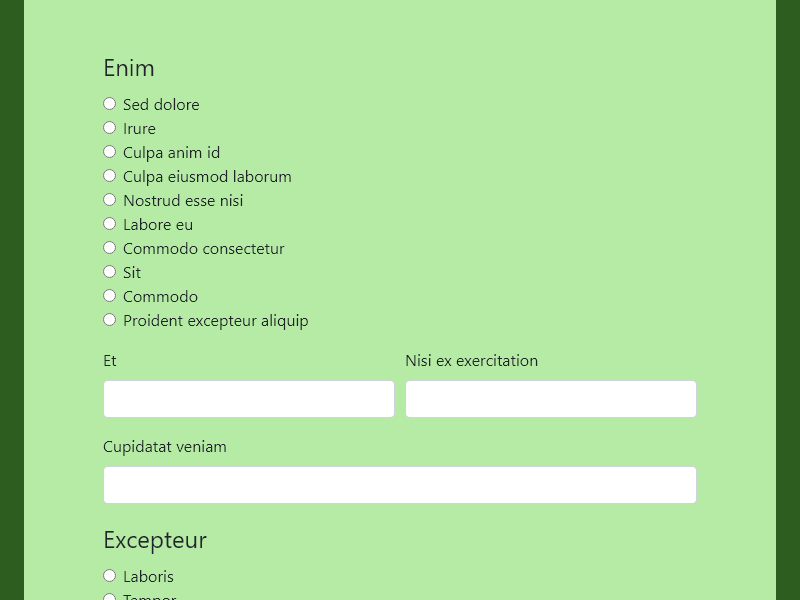 Enim
Sed dolore
Irure
Culpa anim id
Culpa eiusmod laborum
Nostrud esse nisi
Labore eu
Commodo consectetur
Sit
Commodo
Proident excepteur aliquip
Et
Nisi ex exercitation
Cupidatat veniam
Excepteur
Laboris
Tempor